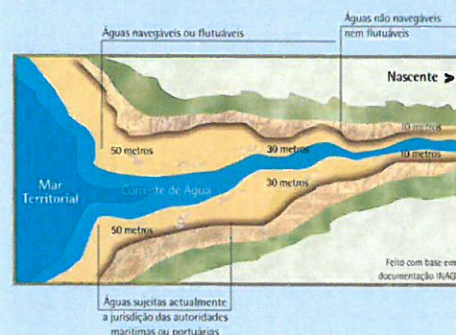 Águas não navegáveis
nem flutuáveis
Águas navegáveis ou flutuáveis
Nascente >
10 metros
50 metros
30 metros
10 metros
Mar
Territorial
Corrente de Água
30 metros
50 metros
Feito com base em
documentação INAG
Águas sujeitas actualmente
a jurisdição das autoridades
marítimas ou portuárias